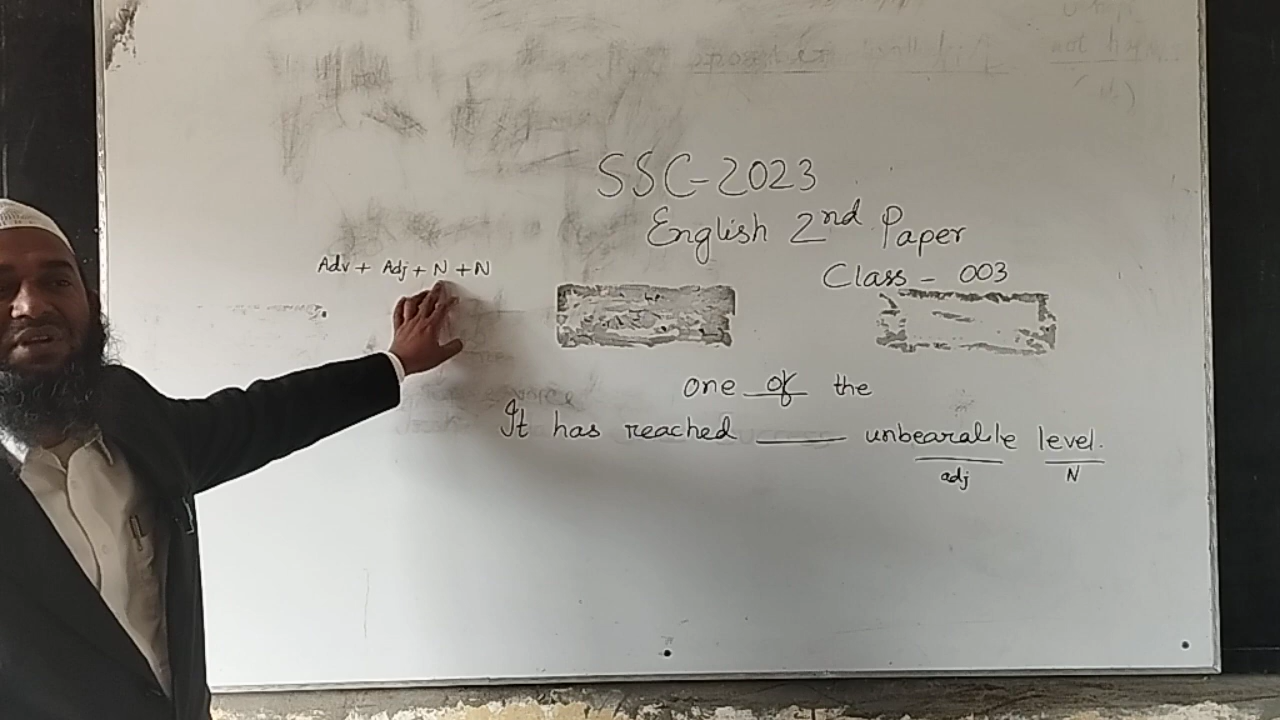 SSC-2023
English 2nd Paper
Class - 003
Adv + Adj + N + N
one of the
It has reached ____ unbearable level.
adj N